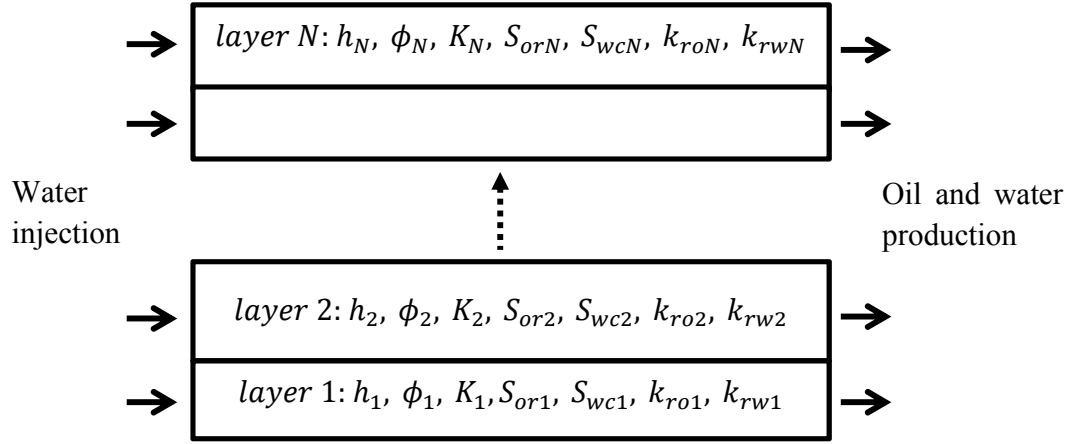 layer N: h_N, ϕ_N, K_N, S_orN, S_wcN, k_roN, k_rwN
Water
injection
Oil and water
production
layer 2: h_2, ϕ_2, K_2, S_or2, S_wc2, k_ro2, k_rw2
layer 1: h_1, ϕ_1, K_1, S_or1, S_wc1, k_ro1, k_rw1